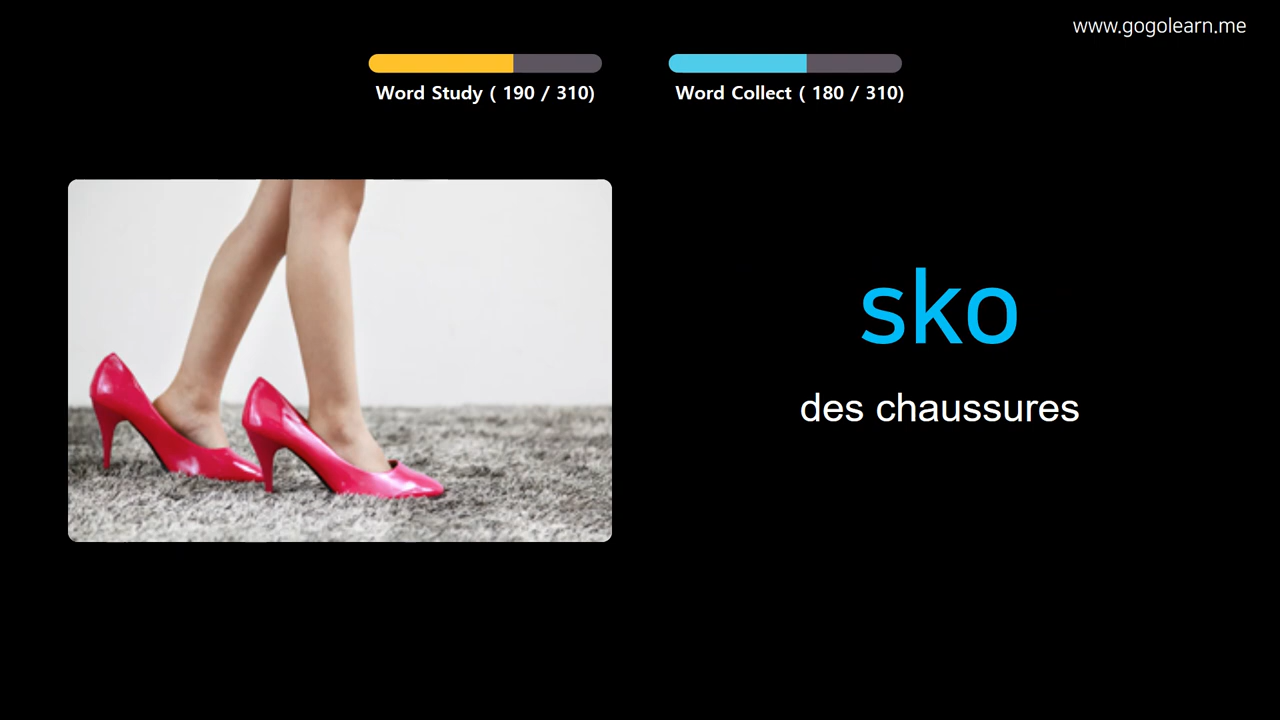 www.gogolearn.me
Word Study ( 190 / 310)
Word Collect ( 180 / 310)
sko
des chaussures